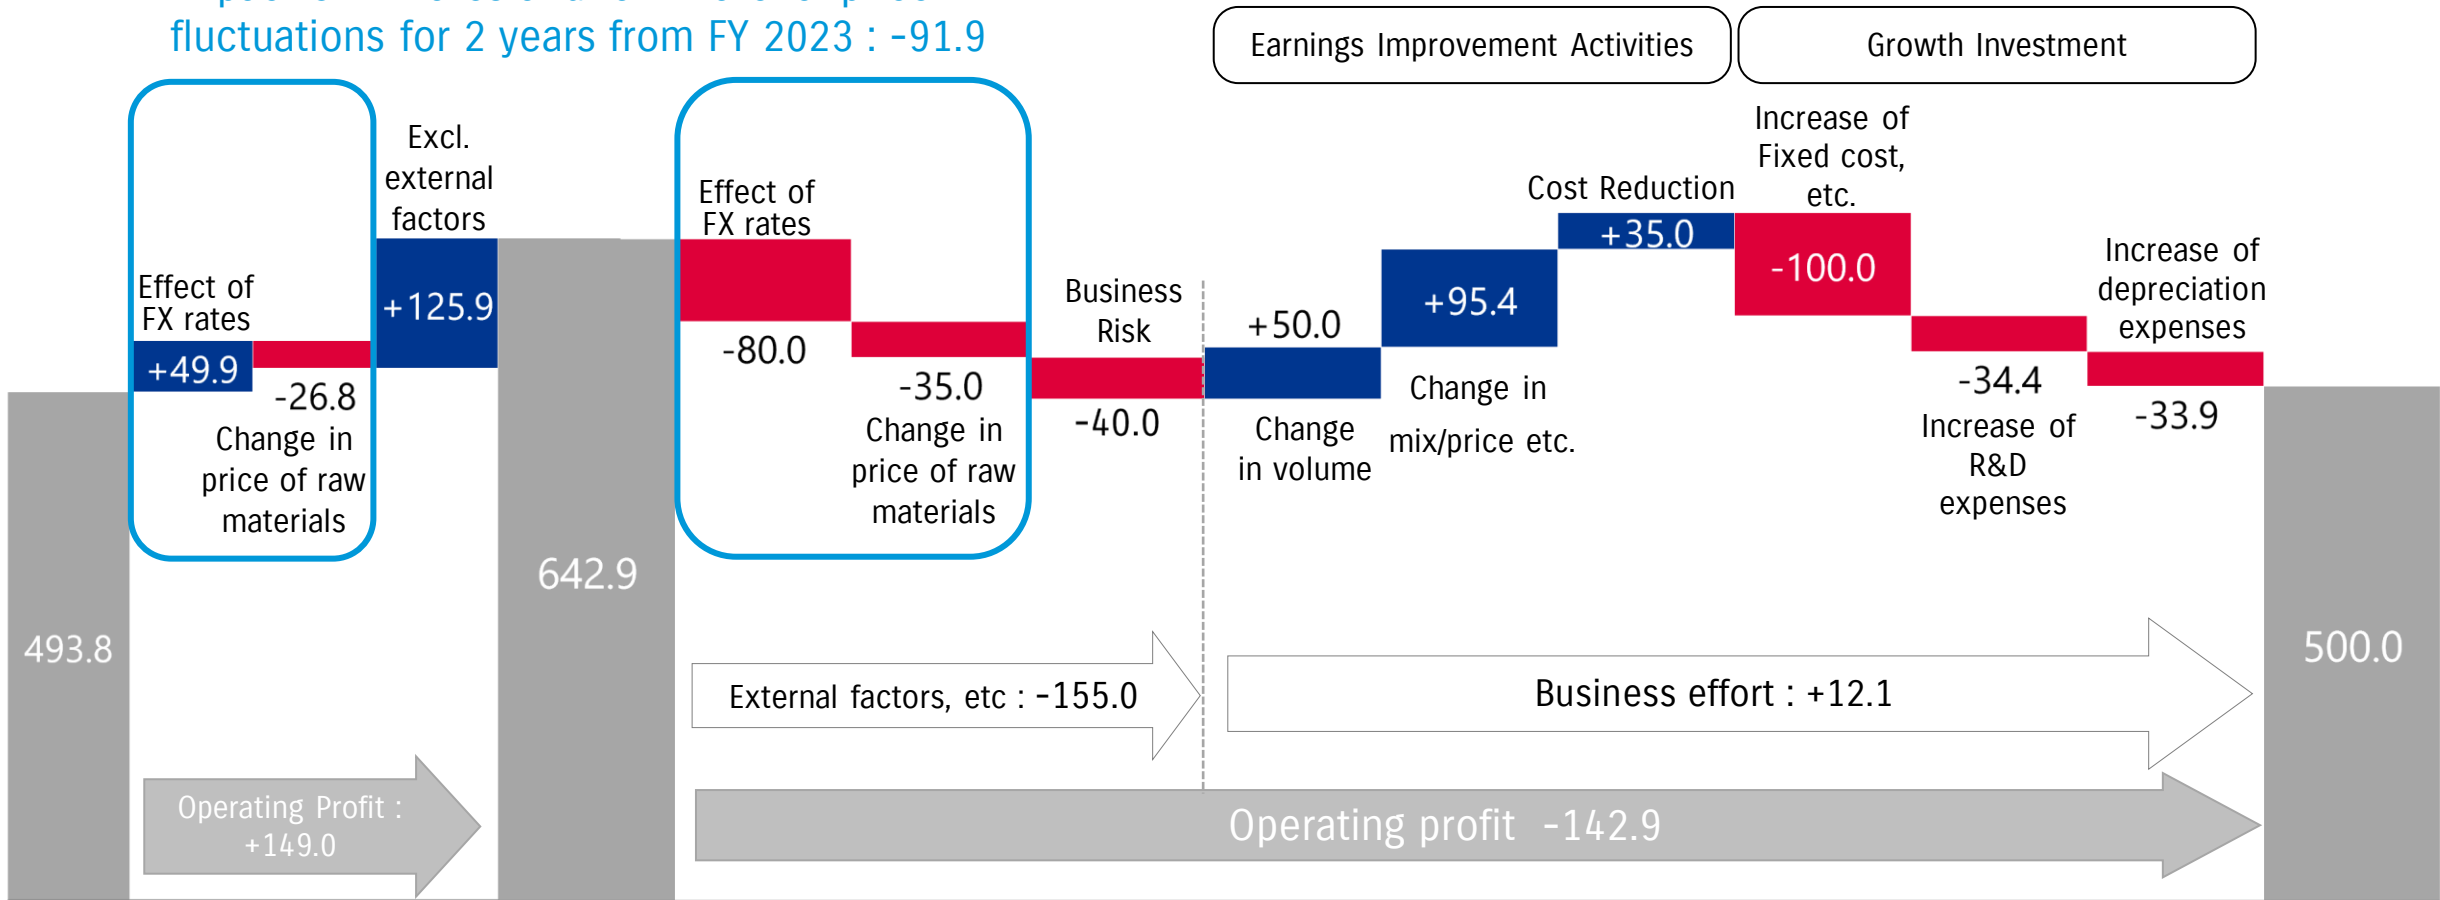 fluctuations for 2 years from FY 2023 : -91.9
Earnings Improvement Activities
Growth Investment
Effect of
FX rates
+49.9
-26.8
Change in
price of raw
materials
Excl.
external
factors
+125.9
Effect of
FX rates
-80.0
-35.0
Change in
price of raw
materials
Business
Risk
-40.0
+50.0
Change
in volume
+95.4
Change in
mix/price etc.
Cost Reduction
+35.0
Increase of
Fixed cost,
etc.
-100.0
-34.4
Increase of
R&D
expenses
Increase of
depreciation
expenses
-33.9
493.8
642.9
500.0
External factors, etc : -155.0
Business effort : +12.1
Operating Profit :
+149.0
Operating profit -142.9